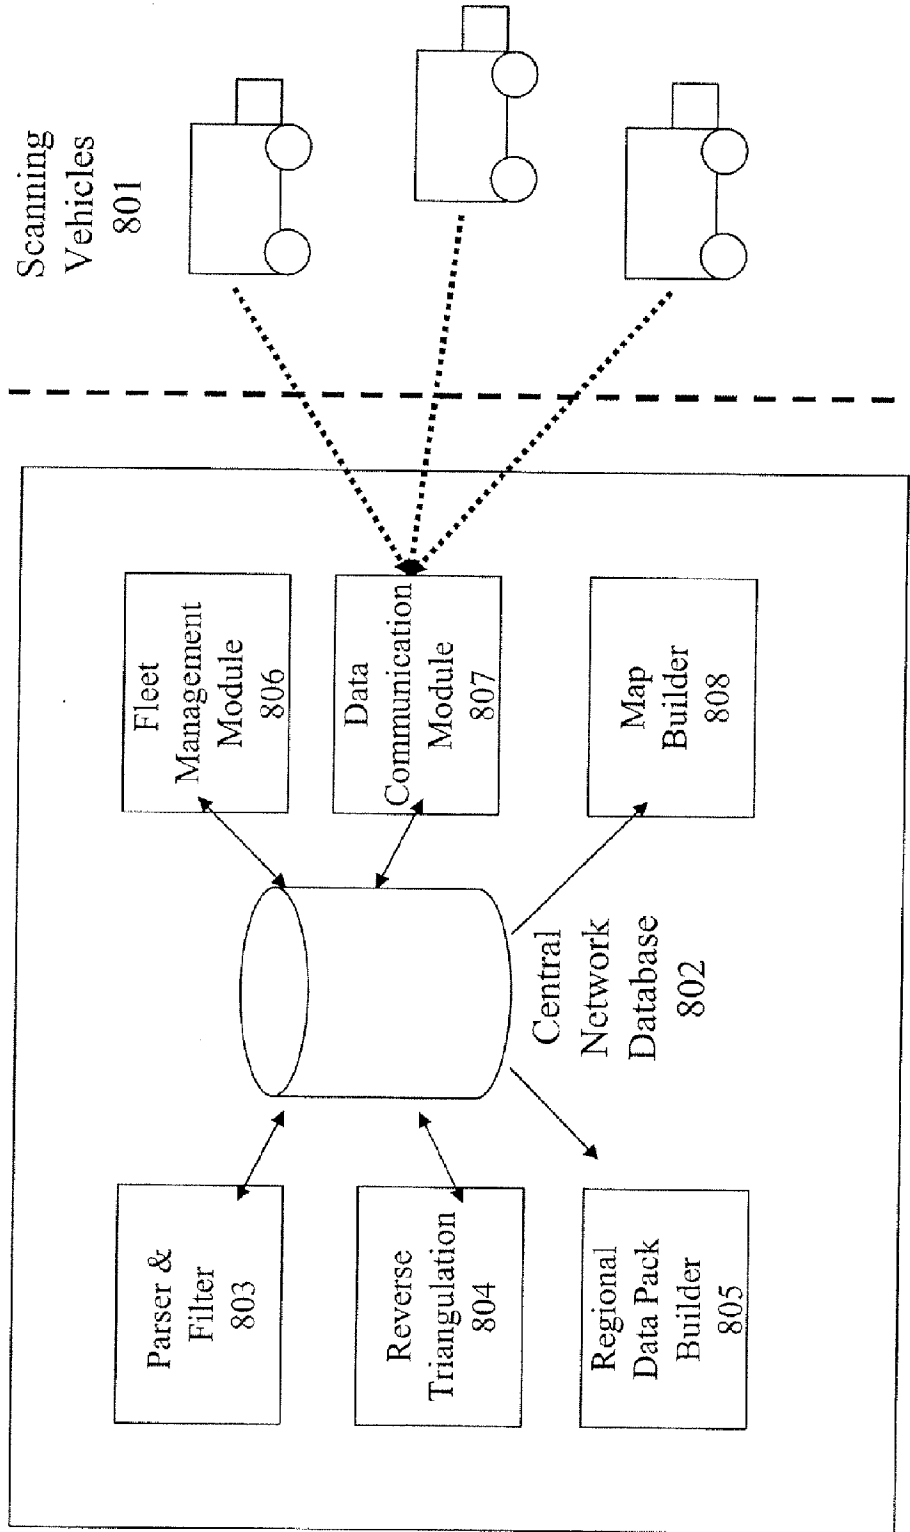 Scanning
Vehicles
801
Fleet
Management
Module
806
Data
Communication
Module
807
Map
Builder
808
Central
Network
Database
802
Parser &
Filter
803
Reverse
Triangulation
804
Regional
Data Pack
Builder
805